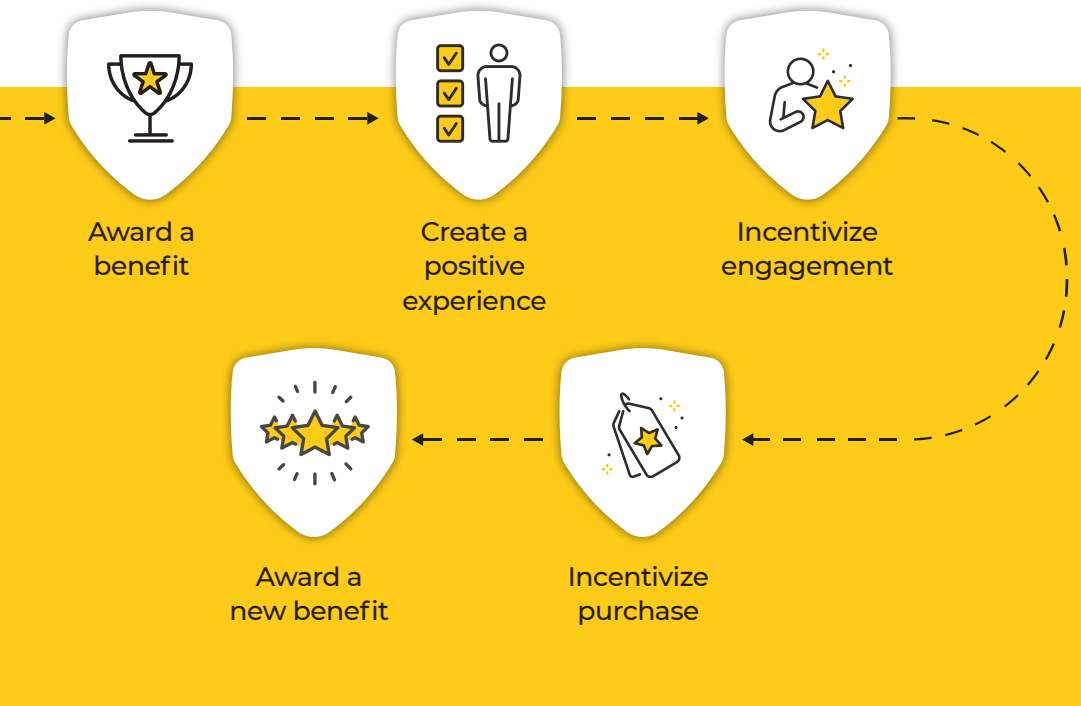 Award a
benefit
Create a
positive
experience
Incentivize
engagement
Award a
new benefit
Incentivize
purchase